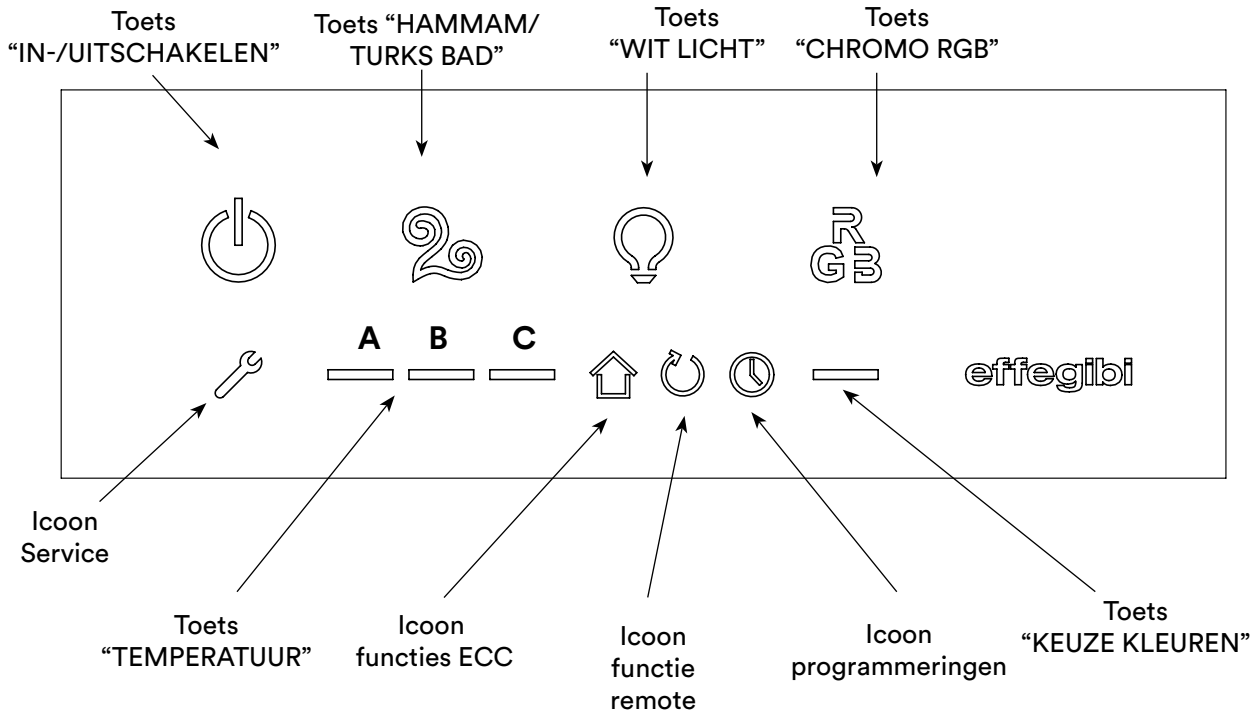 Toets
“IN-/UITSCHAKELEN”
Toets “HAMMAM/
TURKS BAD”
Toets
“WIT LICHT”
Toets
“CHROMO RGB”
R
GB
A B C
effegibi
Icoon
Service
Toets
“TEMPERATUUR”
Icoon
functies ECC
Icoon
functie
remote
Icoon
programmeringen
Toets
“KEUZE KLEUREN”